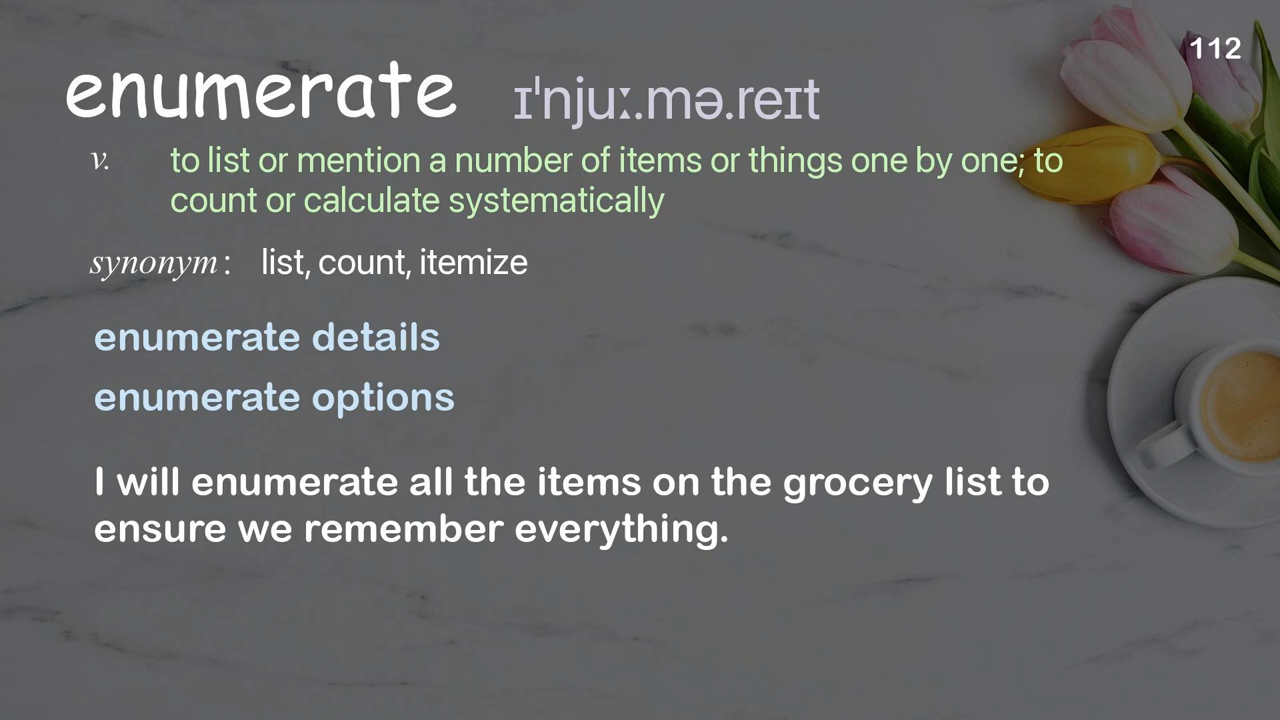 112
enumerate ɪˈnjuː.mə.reɪt
v. to list or mention a number of items or things one by one; to
count or calculate systematically
synonym : list, count, itemize
enumerate details
enumerate options
I will enumerate all the items on the grocery list to
ensure we remember everything.